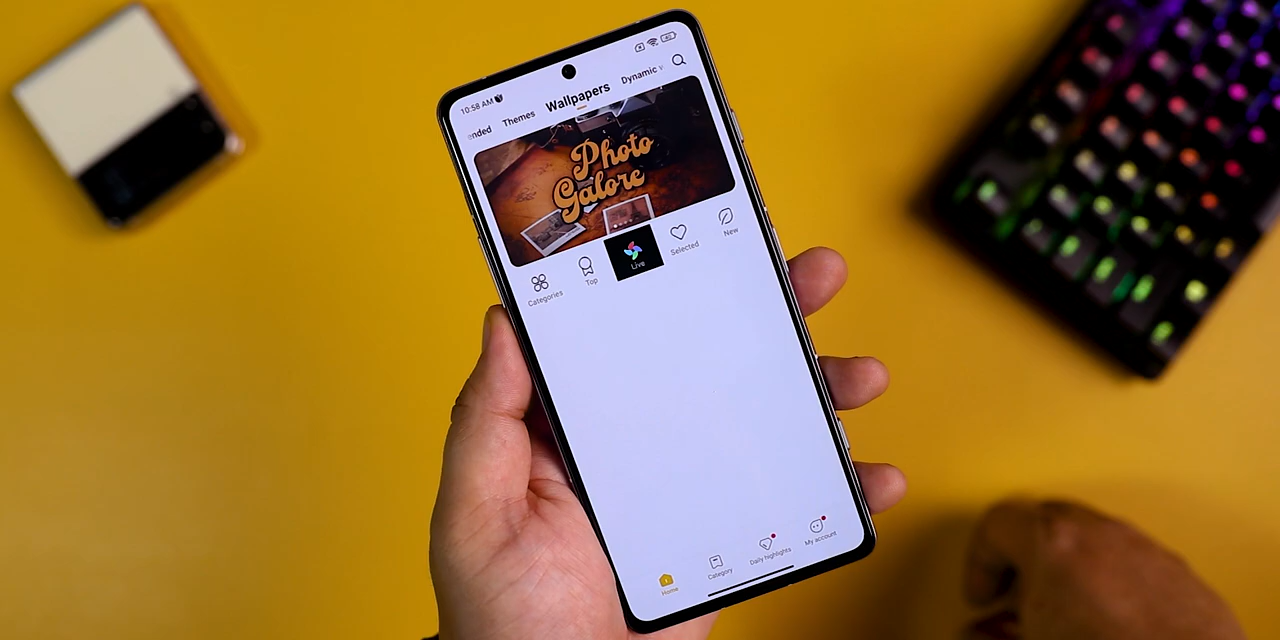 10:58 AM
ended Themes Wallpapers Dynamic
Photo
Galore
Categories Top Live Selected New
Home Category Daily highlights My account